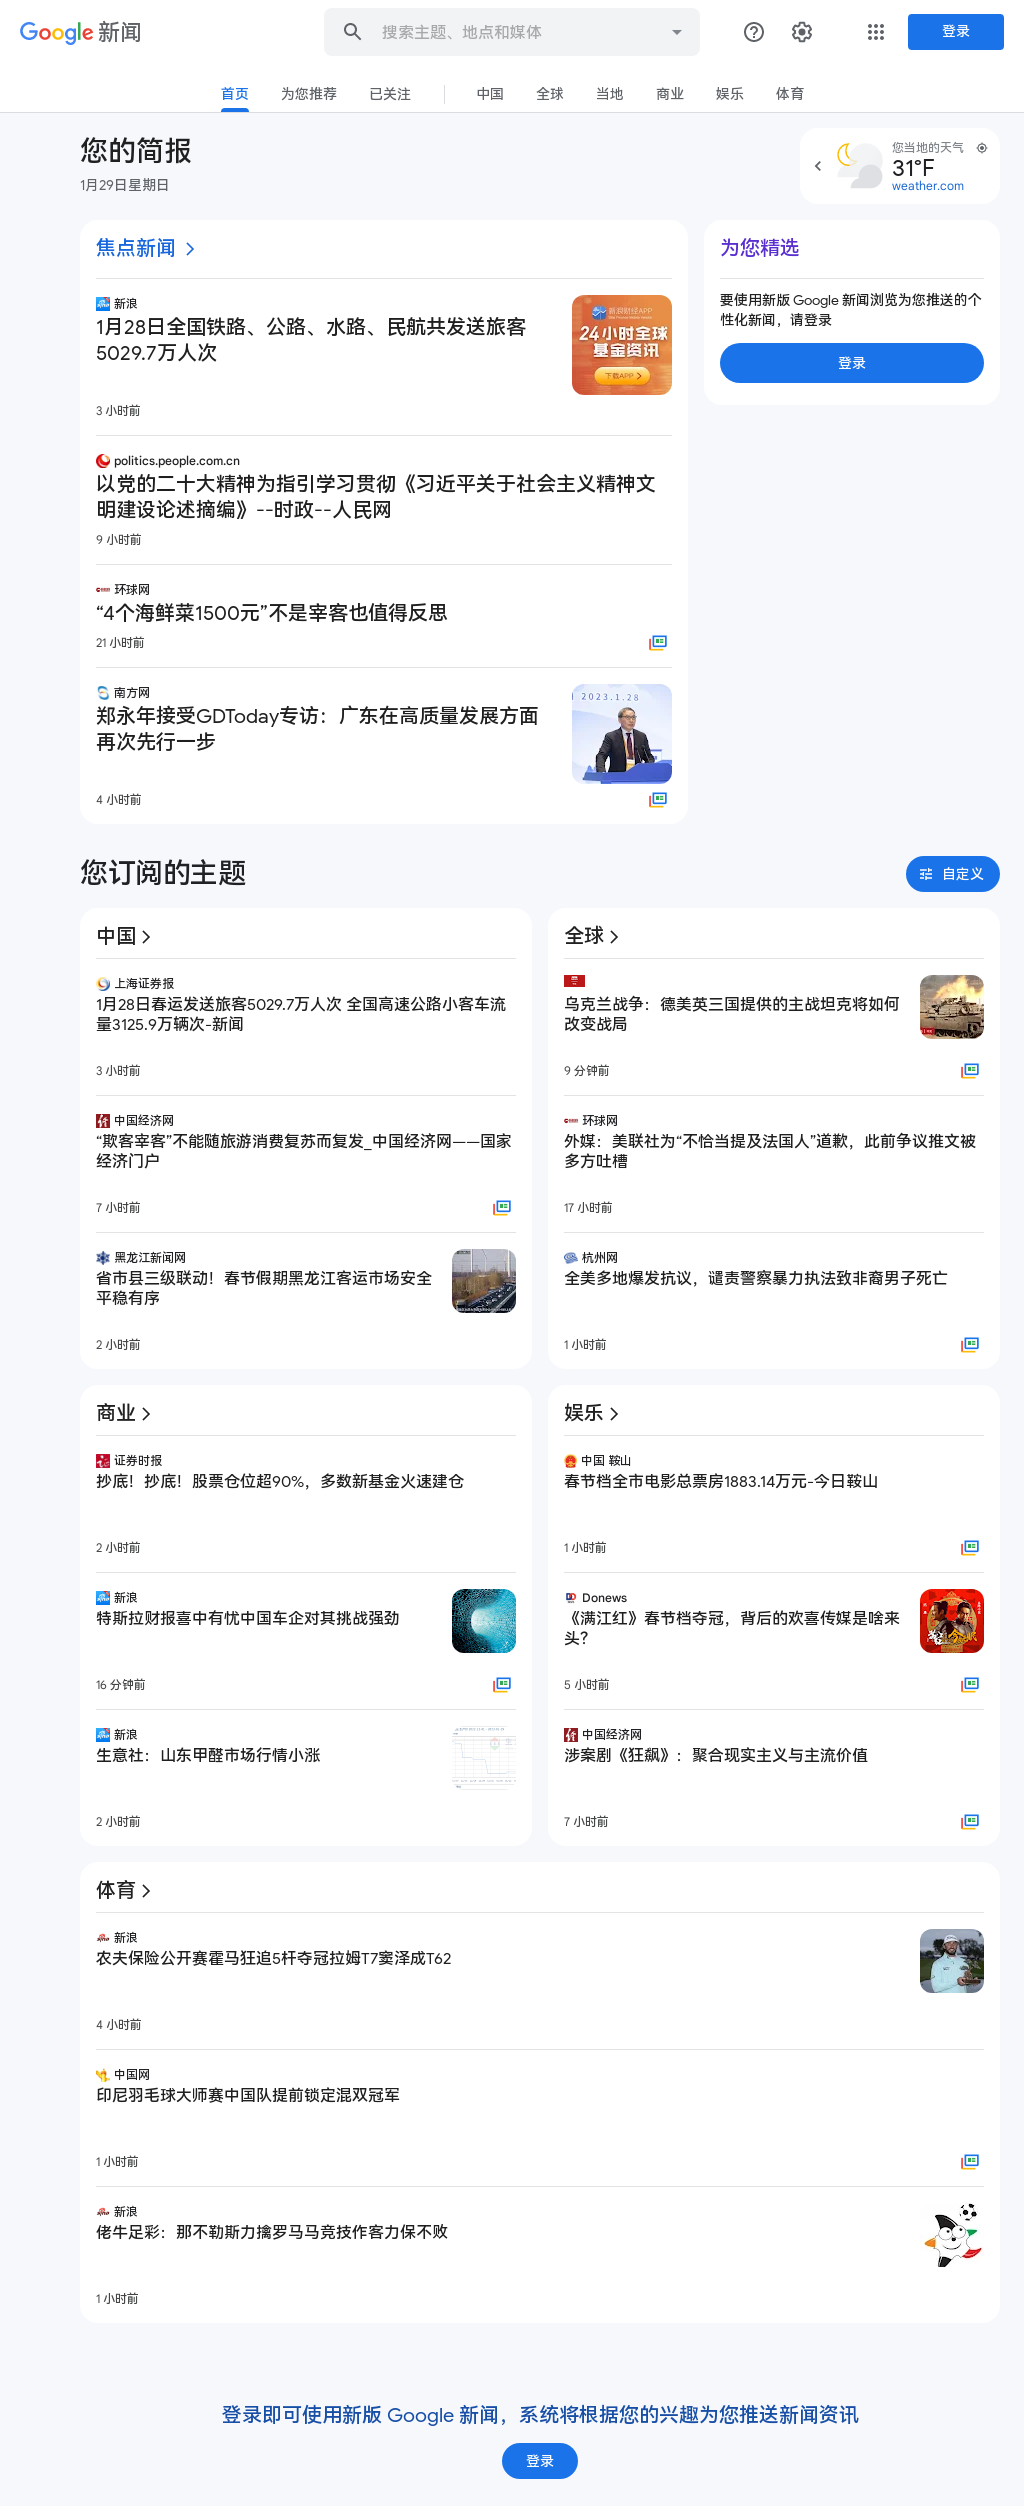 Google 新闻
搜索主题、地点和媒体
登录
首页 为您推荐 已关注 中国 全球 当地 商业 娱乐 体育
您的简报
1月29日星期日
您当地的天气
31°F
weather.com
焦点新闻
新浪
1月28日全国铁路、公路、水路、民航共发送旅客
5029.7万人次
3 小时前
新浪财经APP
24小时全球
基金资讯
下载APP
politics.people.com.cn
以党的二十大精神为指引学习贯彻《习近平关于社会主义精神文
明建设论述摘编》--时政--人民网
9 小时前
环球网
“4个海鲜菜1500元”不是宰客也值得反思
21 小时前
南方网
郑永年接受GDToday专访：广东在高质量发展方面
再次先行一步
4 小时前
2023.1.28
为您精选
要使用新版 Google 新闻浏览为您推送的个
性化新闻，请登录
登录
您订阅的主题
自定义
中国
上海证券报
1月28日春运发送旅客5029.7万人次 全国高速公路小客车流
量3125.9万辆次-新闻
3 小时前
中国经济网
“欺客宰客”不能随旅游消费复苏而复发_中国经济网——国家
经济门户
7 小时前
黑龙江新闻网
省市县三级联动！春节假期黑龙江客运市场安全
平稳有序
2 小时前
全球
乌克兰战争：德美英三国提供的主战坦克将如何
改变战局
9 分钟前
环球网
外媒：美联社为“不恰当提及法国人”道歉，此前争议推文被
多方吐槽
17 小时前
杭州网
全美多地爆发抗议，谴责警察暴力执法致非裔男子死亡
1 小时前
商业
证券时报
抄底！抄底！股票仓位超90%，多数新基金火速建仓
2 小时前
新浪
特斯拉财报喜中有忧中国车企对其挑战强劲
16 分钟前
新浪
生意社：山东甲醛市场行情小涨
2 小时前
娱乐
中国 鞍山
春节档全市电影总票房1883.14万元-今日鞍山
1 小时前
Donews
《满江红》春节档夺冠，背后的欢喜传媒是啥来
头？
5 小时前
中国经济网
涉案剧《狂飙》：聚合现实主义与主流价值
7 小时前
体育
新浪
农夫保险公开赛霍马狂追5杆夺冠拉姆T7窦泽成T62
4 小时前
中国网
印尼羽毛球大师赛中国队提前锁定混双冠军
1 小时前
新浪
佬牛足彩：那不勒斯力擒罗马马竞技作客力保不败
1 小时前
登录即可使用新版 Google 新闻，系统将根据您的兴趣为您推送新闻资讯
登录